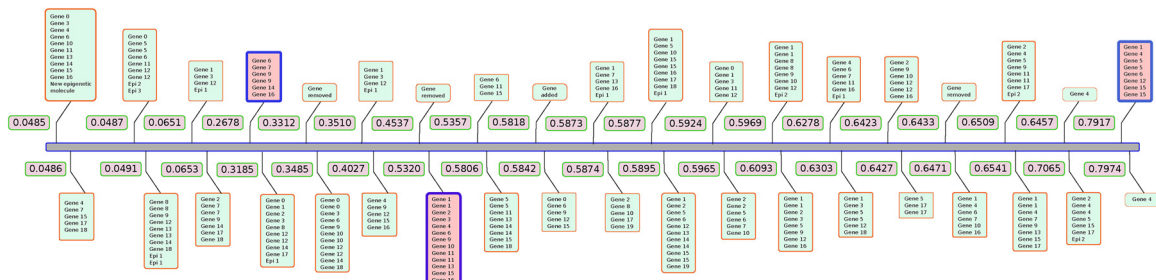 Gene 0
Gene 3
Gene 4
Gene 6
Gene 10
Gene 11
Gene 13
Gene 14
Gene 15
Gene 16
New epigenetic
molecule
Gene 0
Gene 5
Gene 5
Gene 6
Gene 11
Gene 12
Gene 12
Epi 2
Epi 3
Gene 1
Gene 3
Gene 12
Epi 1
Gene 6
Gene 7
Gene 9
Gene 9
Gene 14
Gene 16
Gene
removed
Gene 1
Gene 3
Gene 12
Epi 1
Gene
removed
Gene 6
Gene 11
Gene 15
Gene
added
Gene 1
Gene 7
Gene 13
Gene 16
Epi 1
Gene 1
Gene 5
Gene 10
Gene 15
Gene 15
Gene 16
Gene 17
Gene 18
Epi 1
Gene 0
Gene 1
Gene 3
Gene 11
Gene 12
Gene 1
Gene 1
Gene 8
Gene 8
Gene 9
Gene 10
Gene 12
Epi 2
Gene 4
Gene 6
Gene 7
Gene 11
Gene 16
Epi 1
Gene 2
Gene 9
Gene 10
Gene 12
Gene 12
Gene 16
Gene
removed
Gene 2
Gene 4
Gene 5
Gene 9
Gene 11
Gene 11
Gene 17
Epi 2
Gene 4
Gene 1
Gene 4
Gene 5
Gene 5
Gene 6
Gene 12
Gene 15
Gene 15
0.0485
0.0487
0.0651
0.2678
0.3312
0.3510
0.4537
0.5357
0.5818
0.5873
0.5877
0.5924
0.5969
0.6278
0.6423
0.6433
0.6509
0.6457
0.7917
0.0486
0.0491
0.0653
0.3185
0.3485
0.4027
0.5320
0.5806
0.5842
0.5874
0.5895
0.5965
0.6093
0.6303
0.6427
0.6471
0.6541
0.7065
0.7974
Gene 4
Gene 7
Gene 15
Gene 17
Gene 18
Gene 8
Gene 8
Gene 9
Gene 12
Gene 13
Gene 13
Gene 14
Gene 18
Epi 1
Epi 1
Gene 2
Gene 7
Gene 7
Gene 9
Gene 14
Gene 17
Gene 18
Gene 0
Gene 1
Gene 2
Gene 3
Gene 8
Gene 12
Gene 12
Gene 14
Gene 17
Epi 1
Gene 0
Gene 0
Gene 3
Gene 6
Gene 9
Gene 10
Gene 10
Gene 12
Gene 12
Gene 14
Gene 18
Gene 4
Gene 9
Gene 12
Gene 15
Gene 16
Gene 1
Gene 1
Gene 2
Gene 3
Gene 4
Gene 6
Gene 9
Gene 10
Gene 11
Gene 11
Gene 13
Gene 15
Gene 5
Gene 11
Gene 13
Gene 14
Gene 14
Gene 14
Gene 15
Gene 18
Gene 0
Gene 6
Gene 9
Gene 12
Gene 15
Gene 2
Gene 8
Gene 10
Gene 17
Gene 19
Gene 1
Gene 2
Gene 5
Gene 6
Gene 12
Gene 12
Gene 13
Gene 14
Gene 15
Gene 15
Gene 19
Gene 2
Gene 2
Gene 5
Gene 6
Gene 7
Gene 10
Gene 1
Gene 1
Gene 2
Gene 3
Gene 5
Gene 9
Gene 12
Gene 16
Gene 1
Gene 3
Gene 5
Gene 5
Gene 12
Gene 18
Gene 5
Gene 17
Gene 17
Gene 1
Gene 4
Gene 6
Gene 7
Gene 10
Gene 16
Gene 1
Gene 4
Gene 4
Gene 7
Gene 9
Gene 13
Gene 15
Gene 17
Gene 2
Gene 4
Gene 4
Gene 5
Gene 15
Gene 17
Epi 2
Gene 4